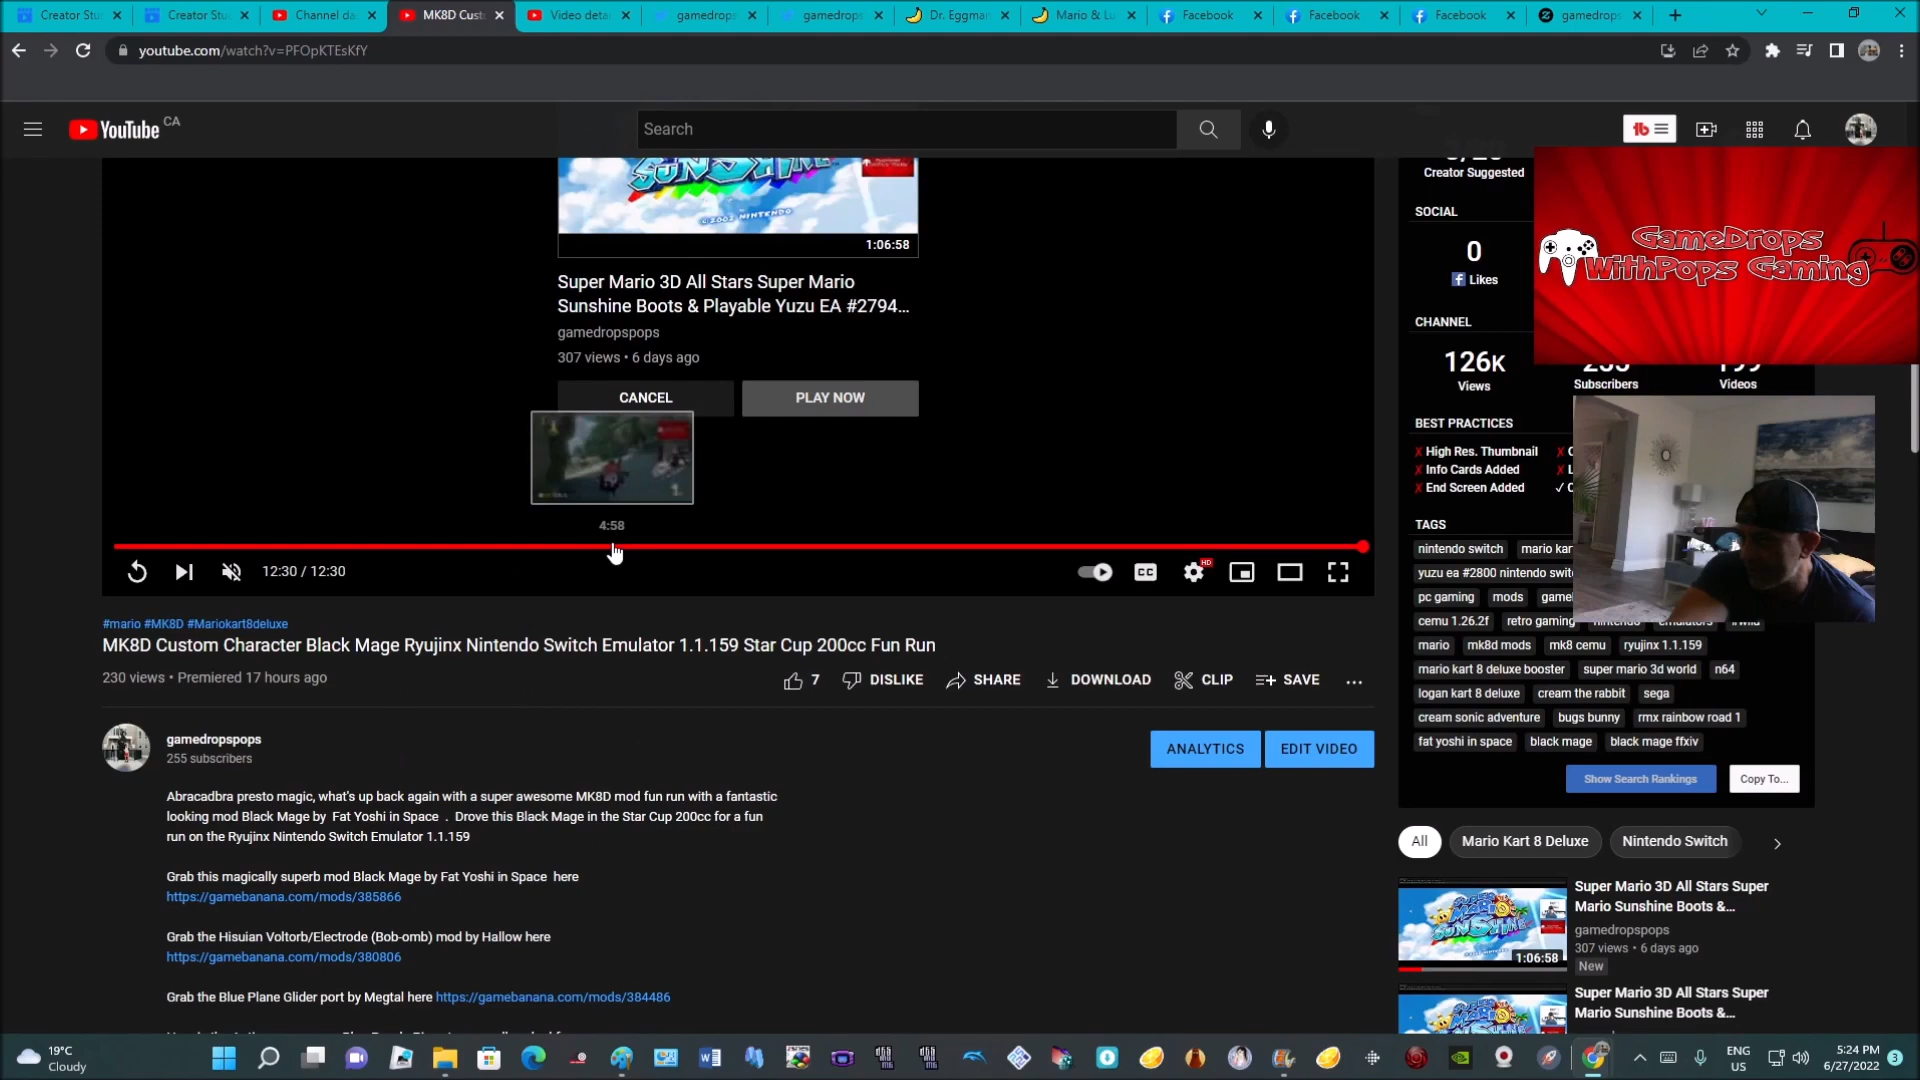 Creator Stu
Creator Stu
Channel da
MK8D Cust
Video deta
gamedrops
gamedrops
Dr. Eggman
Mario & Lu
Facebook
Facebook
Facebook
gamedrops
youtube.com/watch?v=PFOpKTEsKfY
YouTube CA
Search
tb
SUNSHINE
©2002 NINTENDO
1:06:58
Super Mario 3D All Stars Super Mario
Sunshine Boots & Playable Yuzu EA #2794...
gamedropspops
307 views • 6 days ago
CANCEL
PLAY NOW
4:58
12:30 / 12:30
CC
HD
#mario #MK8D #Mariokart8deluxe
MK8D Custom Character Black Mage Ryujinx Nintendo Switch Emulator 1.1.159 Star Cup 200cc Fun Run
230 views • Premiered 17 hours ago
7
DISLIKE
SHARE
DOWNLOAD
CLIP
SAVE
gamedropspops
255 subscribers
ANALYTICS
EDIT VIDEO
Abracadbra presto magic, what's up back again with a super awesome MK8D mod fun run with a fantastic
looking mod Black Mage by Fat Yoshi in Space . Drove this Black Mage in the Star Cup 200cc for a fun
run on the Ryujinx Nintendo Switch Emulator 1.1.159
Grab this magically superb mod Black Mage by Fat Yoshi in Space here
https://gamebanana.com/mods/385866
Grab the Hisuian Voltorb/Electrode (Bob-omb) mod by Hallow here
https://gamebanana.com/mods/380806
Grab the Blue Plane Glider port by Megtal here https://gamebanana.com/mods/384486
Creator Suggested
SOCIAL
0
f Likes
CHANNEL
126K
Views
Subscribers
Videos
GameDrops
WithPops Gaming
BEST PRACTICES
✗ High Res. Thumbnail
✗ Info Cards Added
✗ End Screen Added
TAGS
nintendo switch
mario kar
yuzu ea #2800 nintendo swit
pc gaming
mods
cemu 1.26.2f
retro gaming
mario
mk8d mods
mk8 cemu
ryujinx 1.1.159
mario kart 8 deluxe booster
super mario 3d world
n64
logan kart 8 deluxe
cream the rabbit
sega
cream sonic adventure
bugs bunny
rmx rainbow road 1
fat yoshi in space
black mage
black mage ffxiv
Show Search Rankings
Copy To...
All
Mario Kart 8 Deluxe
Nintendo Switch
SUPER MARIO SUNSHINE
1:06:58
Super Mario 3D All Stars Super
Mario Sunshine Boots &...
gamedropspops
307 views • 6 days ago
New
Super Mario 3D All Stars Super
Mario Sunshine Boots &...
19°C
Cloudy
ENG
US
5:24 PM
6/27/2022
3